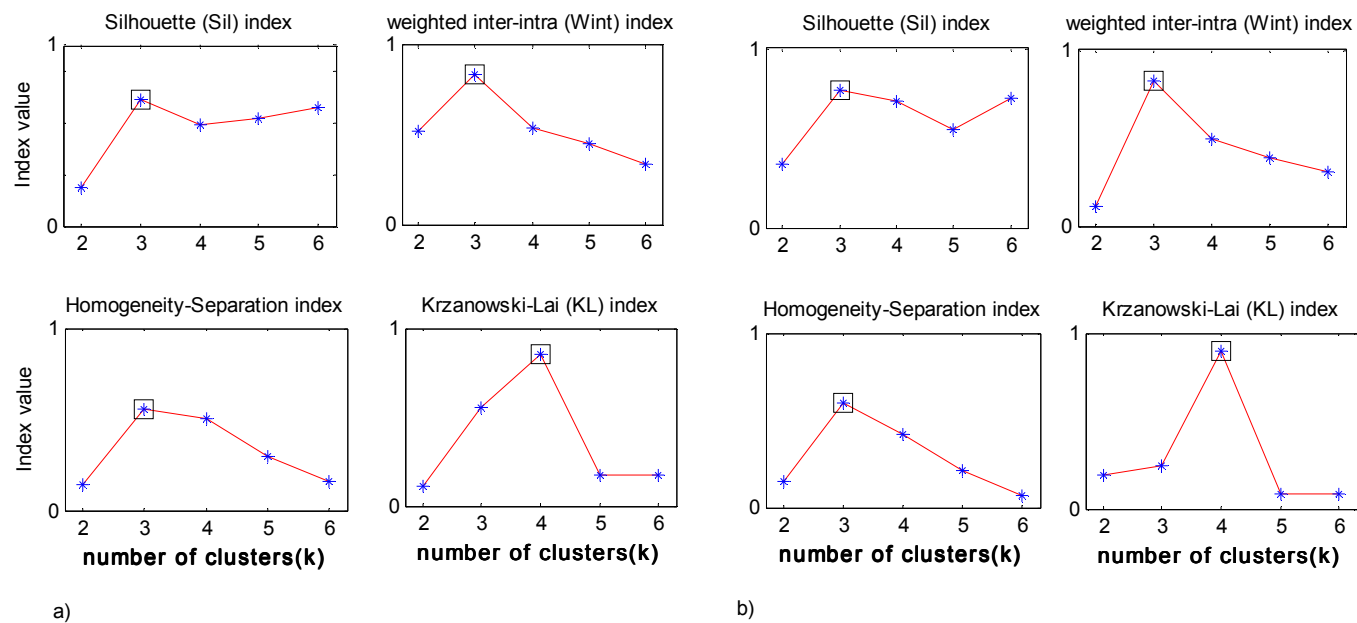 Silhouette (Sil) index
weighted inter-intra (Wint) index
1
Index value
0
2 3 4 5 6
1
0
2 3 4 5 6
Homogeneity-Separation index
Krzanowski-Lai (KL) index
1
Index value
0
2 3 4 5 6
number of clusters(k)
1
0
2 3 4 5 6
number of clusters(k)
a)
Silhouette (Sil) index
weighted inter-intra (Wint) index
1
0
2 3 4 5 6
1
0
2 3 4 5 6
Homogeneity-Separation index
Krzanowski-Lai (KL) index
1
0
2 3 4 5 6
number of clusters(k)
1
0
2 3 4 5 6
number of clusters(k)
b)